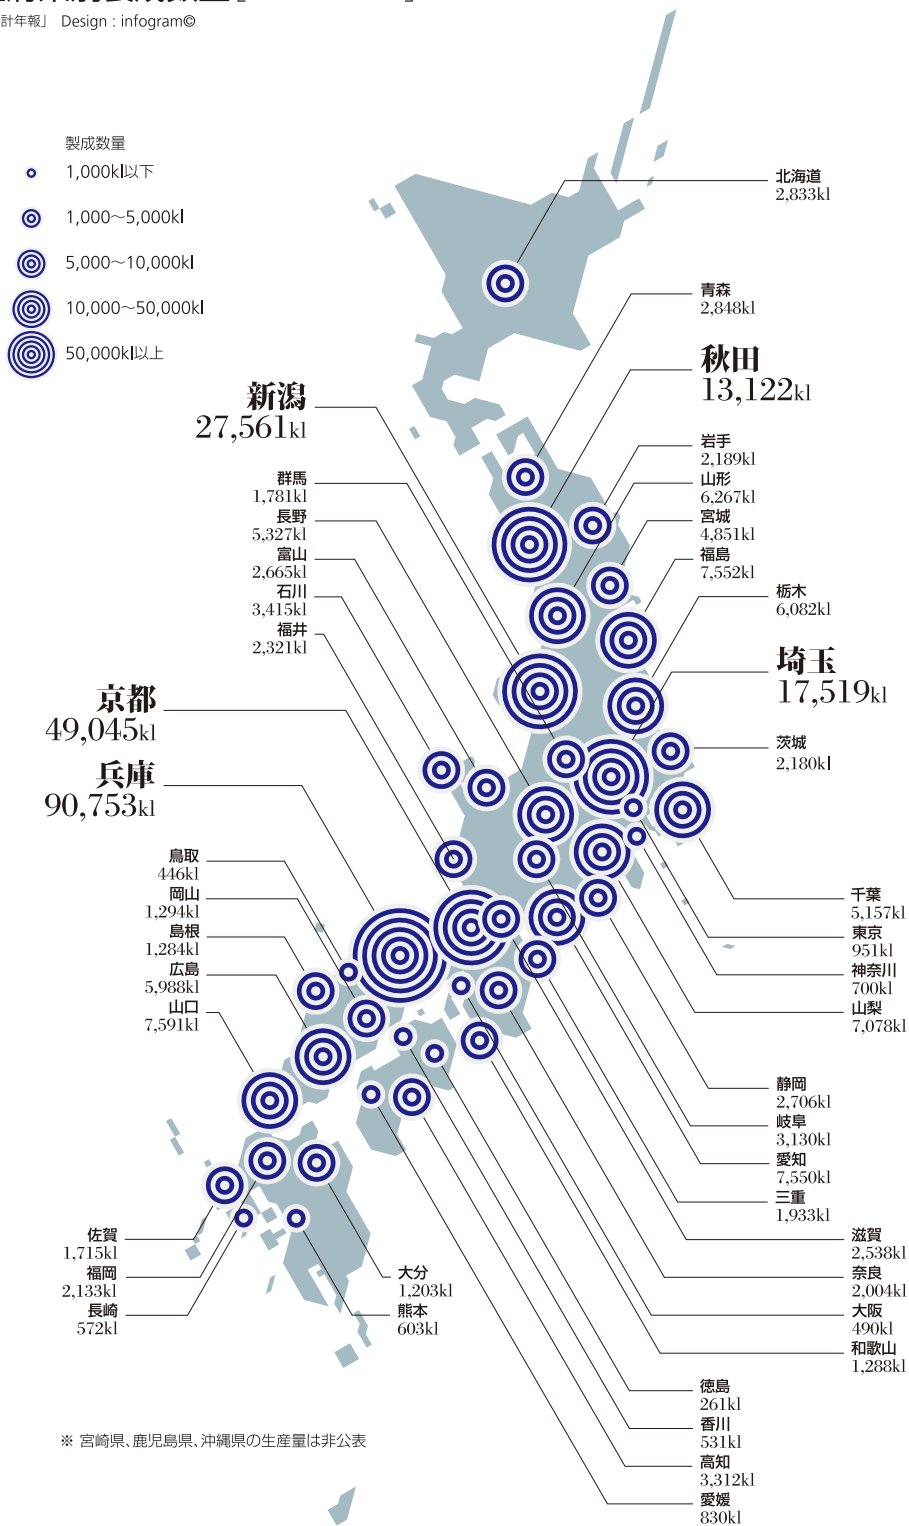 計年報」 Design : infogram©
製成数量
1,000kl以下
1,000～5,000kl
5,000～10,000kl
10,000～50,000kl
50,000kl以上
北海道
2,833kl
青森
2,848kl
秋田
13,122kl
新潟
27,561kl
岩手
2,189kl
山形
6,267kl
宮城
4,851kl
福島
7,552kl
群馬
1,781kl
長野
5,327kl
富山
2,665kl
石川
3,415kl
福井
2,321kl
栃木
6,082kl
埼玉
17,519kl
茨城
2,180kl
京都
49,045kl
兵庫
90,753kl
鳥取
446kl
岡山
1,294kl
島根
1,284kl
広島
5,988kl
山口
7,591kl
千葉
5,157kl
東京
951kl
神奈川
700kl
山梨
7,078kl
静岡
2,706kl
岐阜
3,130kl
愛知
7,550kl
三重
1,933kl
滋賀
2,538kl
奈良
2,004kl
大阪
490kl
和歌山
1,288kl
佐賀
1,715kl
福岡
2,133kl
長崎
572kl
大分
1,203kl
熊本
603kl
徳島
261kl
香川
531kl
高知
3,312kl
愛媛
830kl
※ 宮崎県、鹿児島県、沖縄県の生産量は非公表